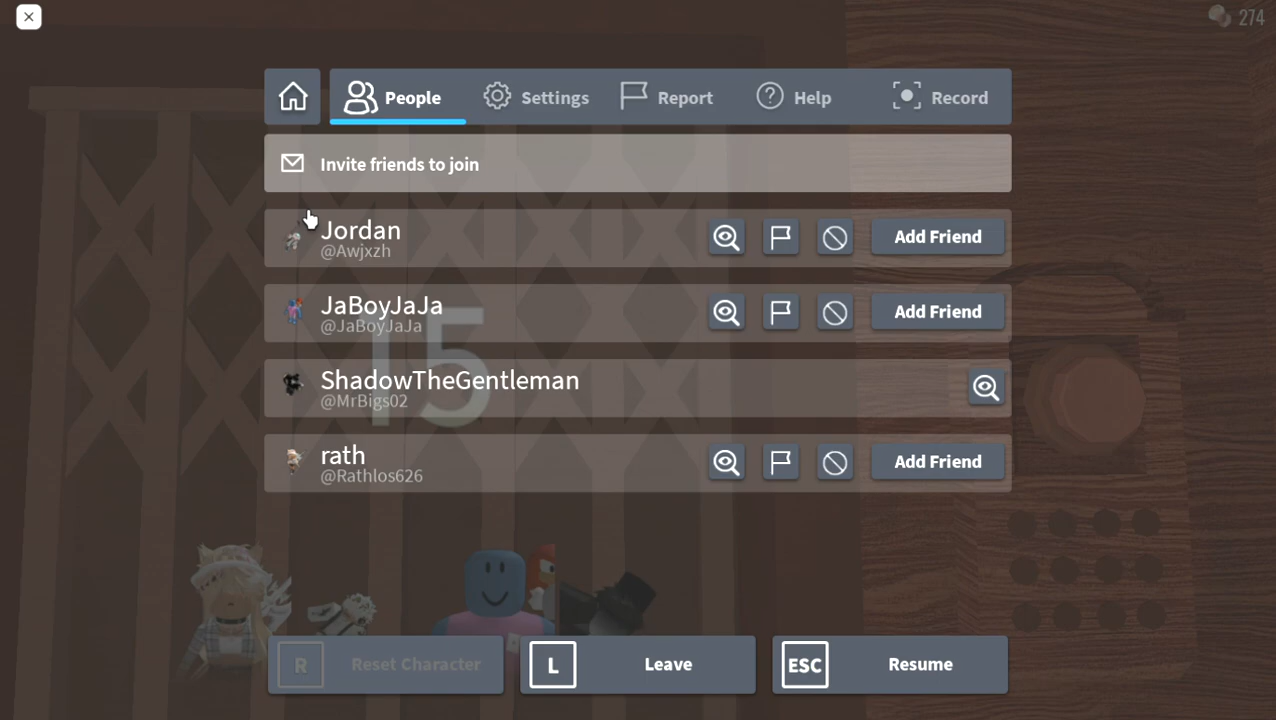 274
People Settings Report Help Record
Invite friends to join
Jordan
@Awjxzh
Add Friend
JaBoyJaJa
@JaBoyJaJa
Add Friend
15
ShadowTheGentleman
@MrBigs02
rath
@Rathlos626
Add Friend
R Reset Character L Leave ESC Resume